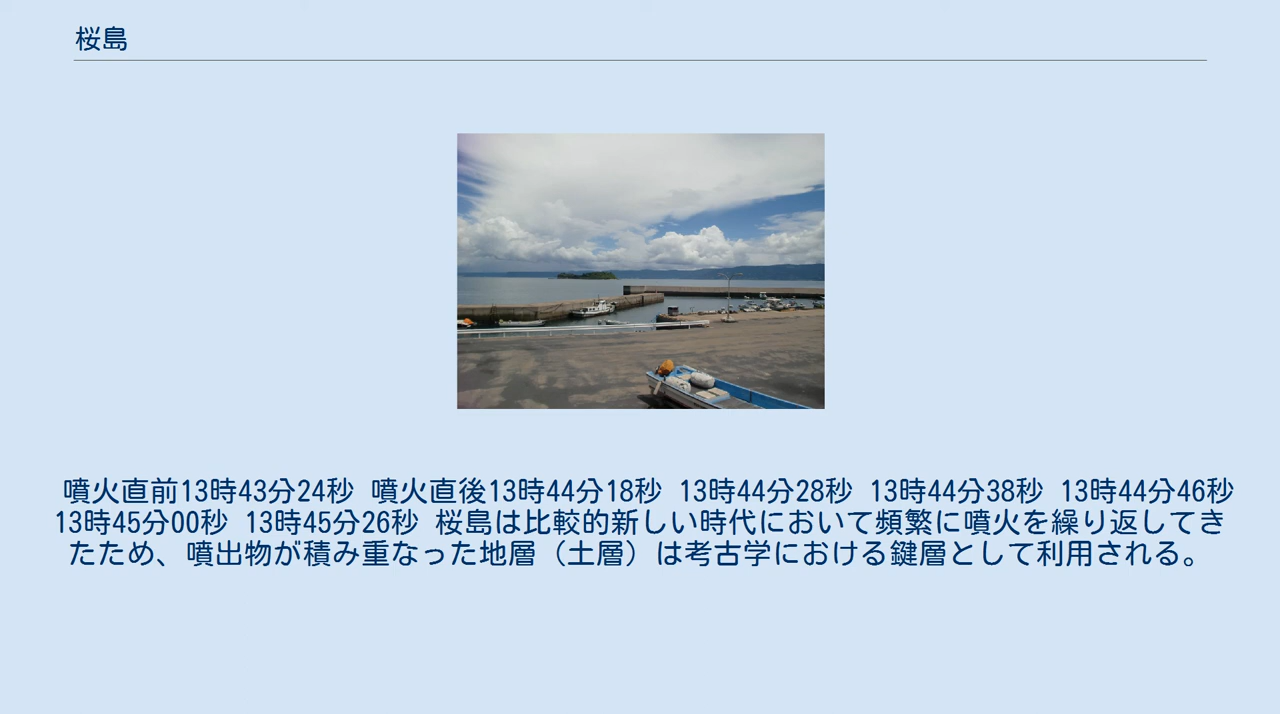 桜島
噴火直前13時43分24秒 噴火直後13時44分18秒 13時44分28秒 13時44分38秒 13時44分46秒
13時45分00秒 13時45分26秒 桜島は比較的新しい時代において頻繁に噴火を繰り返してき
たため、噴出物が積み重なった地層（土層）は考古学における鍵層として利用される。